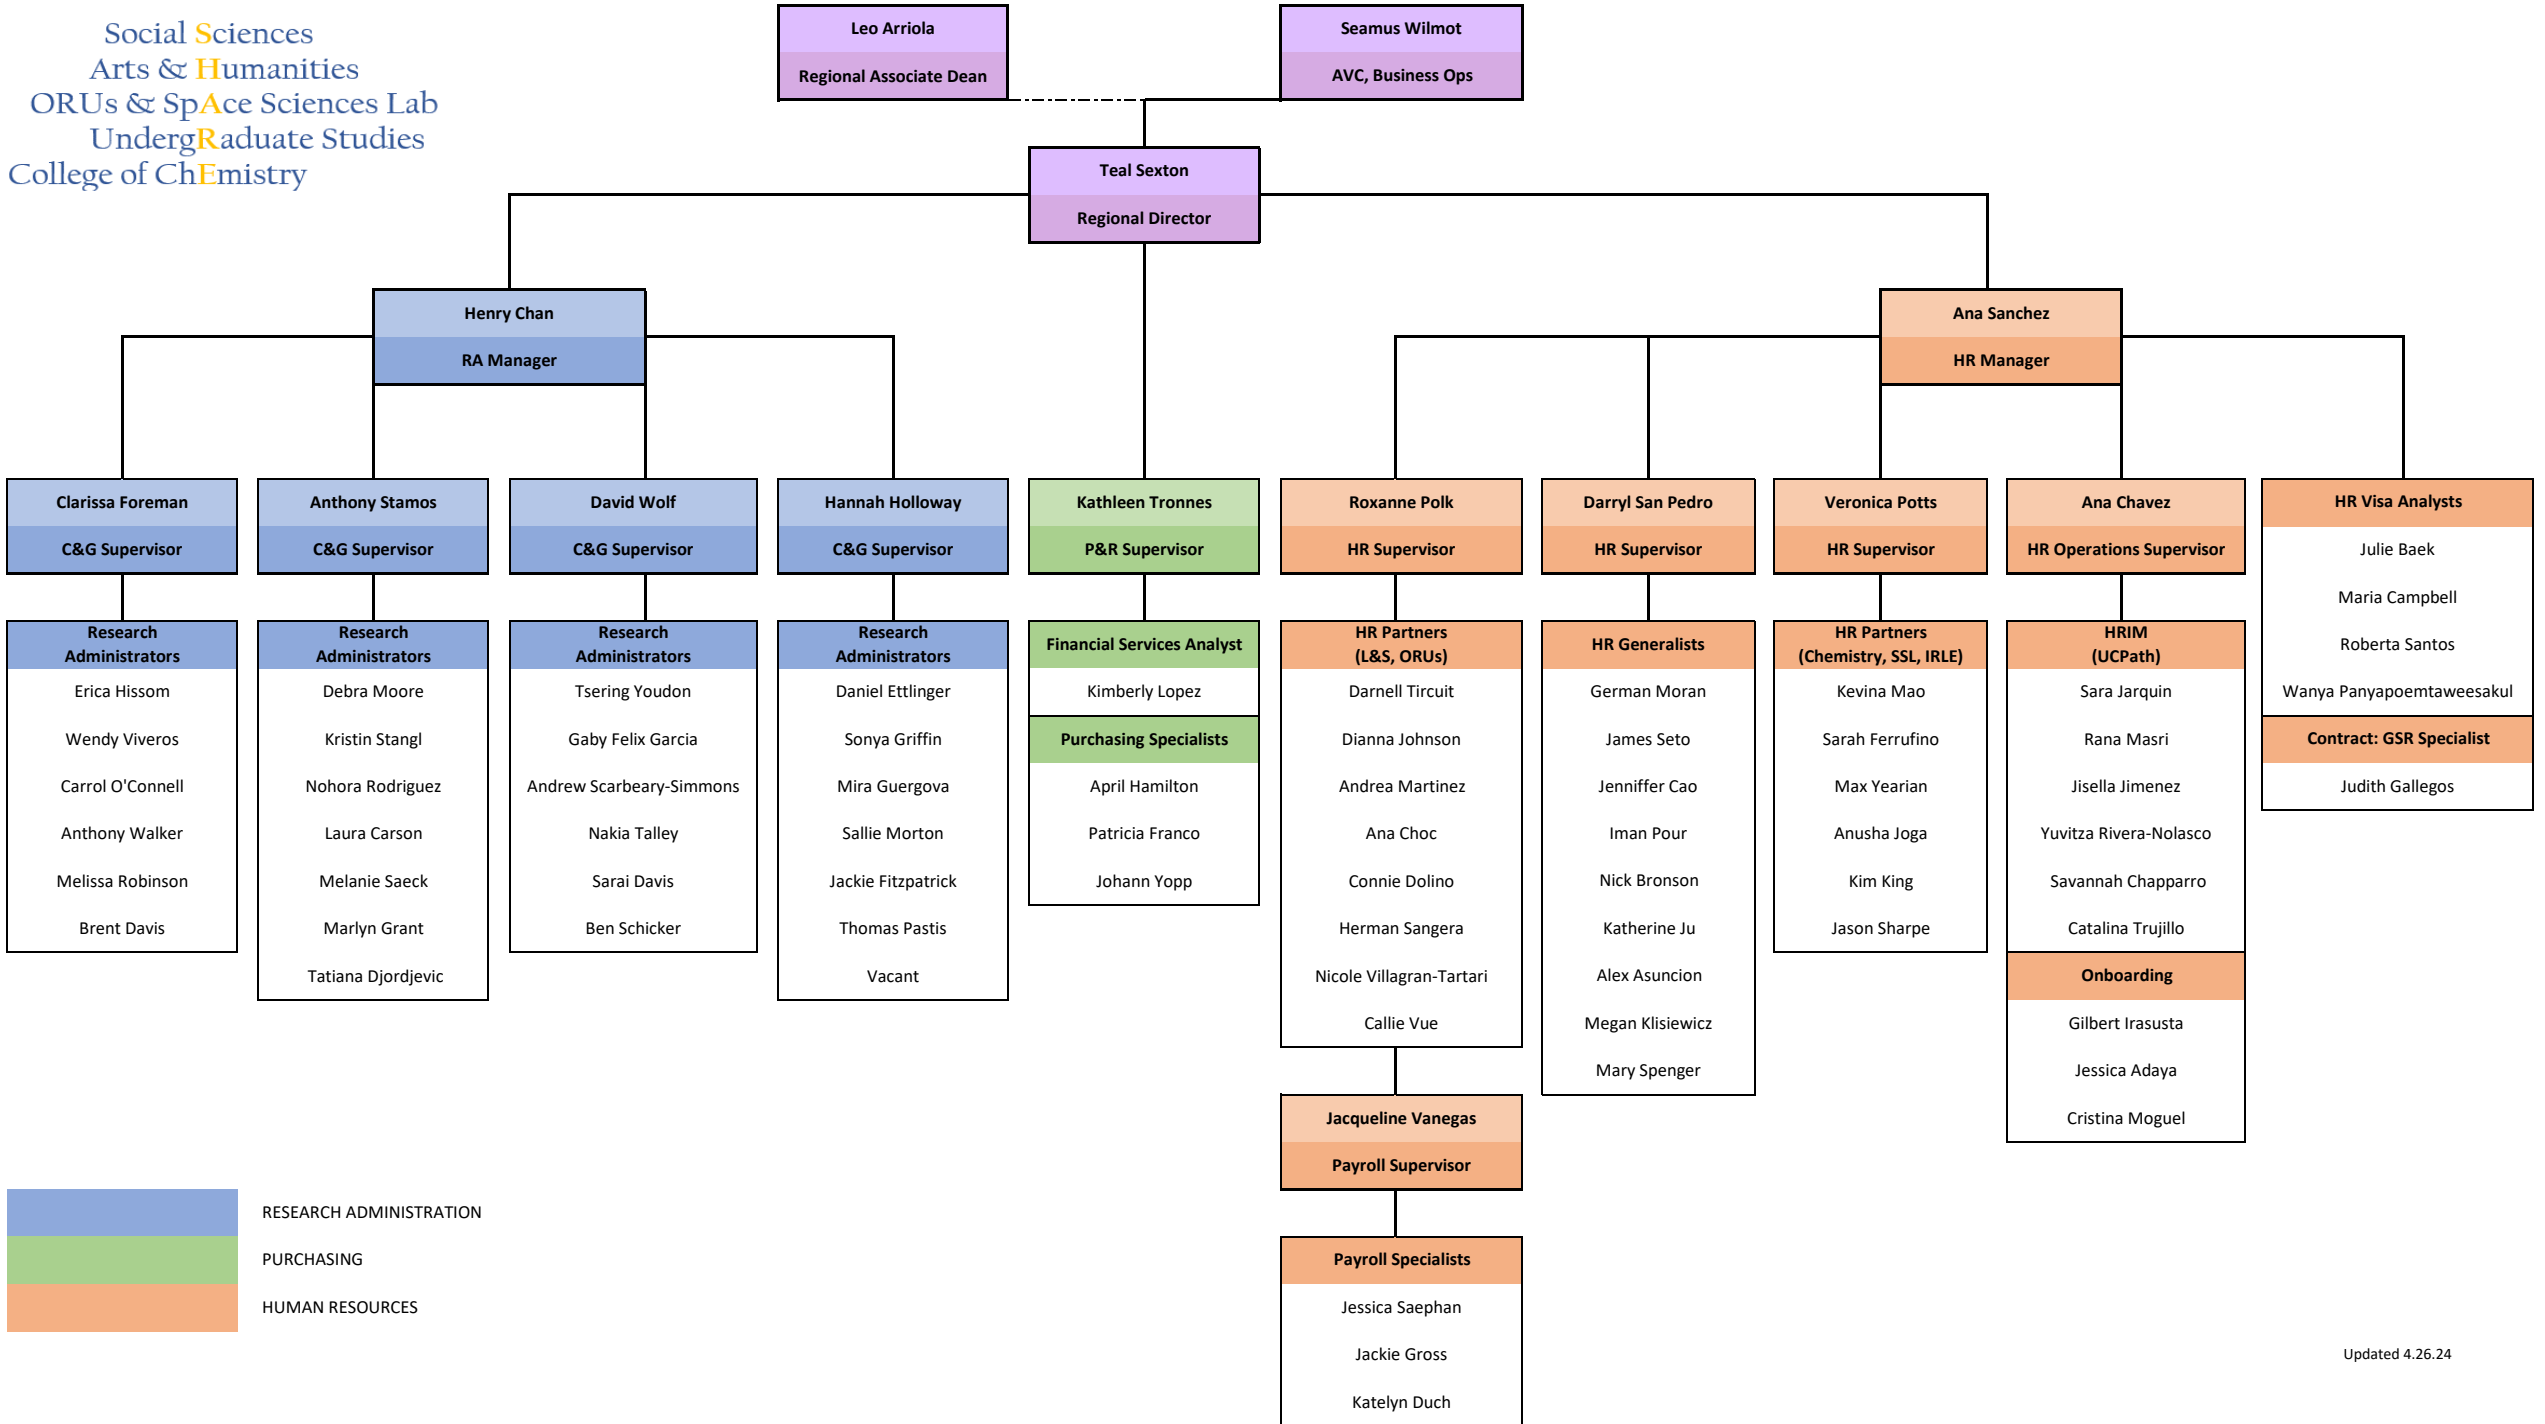 Social Sciences
Arts & Humanities
ORUs & SpAce Sciences Lab
UndergRaduate Studies
College of ChEmistry
Leo Arriola
Regional Associate Dean
Seamus Wilmot
AVC, Business Ops
Teal Sexton
Regional Director
Henry Chan
RA Manager
Ana Sanchez
HR Manager
Clarissa Foreman
C&G Supervisor
Research
Administrators
Erica Hissom
Wendy Viveros
Carrol O'Connell
Anthony Walker
Melissa Robinson
Brent Davis
Anthony Stamos
C&G Supervisor
Research
Administrators
Debra Moore
Kristin Stangl
Nohora Rodriguez
Laura Carson
Melanie Saeck
Marlyn Grant
Tatiana Djordjevic
David Wolf
C&G Supervisor
Research
Administrators
Tsering Youdon
Gaby Felix Garcia
Andrew Scarbeary-Simmons
Nakia Talley
Sarai Davis
Ben Schicker
Hannah Holloway
C&G Supervisor
Research
Administrators
Daniel Ettlinger
Sonya Griffin
Mira Guergova
Sallie Morton
Jackie Fitzpatrick
Thomas Pastis
Vacant
Kathleen Tronnes
P&R Supervisor
Financial Services Analyst
Kimberly Lopez
Purchasing Specialists
April Hamilton
Patricia Franco
Johann Yopp
Roxanne Polk
HR Supervisor
HR Partners
(L&S, ORUs)
Darnell Tircuit
Dianna Johnson
Andrea Martinez
Ana Choc
Connie Dolino
Herman Sangera
Nicole Villagran-Tartari
Callie Vue
Jacqueline Vanegas
Payroll Supervisor
Payroll Specialists
Jessica Saephan
Jackie Gross
Katelyn Duch
Darryl San Pedro
HR Supervisor
HR Generalists
German Moran
James Seto
Jenniffer Cao
Iman Pour
Nick Bronson
Katherine Ju
Alex Asuncion
Megan Klisiewicz
Mary Spenger
Veronica Potts
HR Supervisor
HR Partners
(Chemistry, SSL, IRLE)
Kevina Mao
Sarah Ferrufino
Max Yearian
Anusha Joga
Kim King
Jason Sharpe
Ana Chavez
HR Operations Supervisor
HRIM
(UCPath)
Sara Jarquin
Rana Masri
Jisella Jimenez
Yuvitza Rivera-Nolasco
Savannah Chapparro
Catalina Trujillo
Onboarding
Gilbert Irasusta
Jessica Adaya
Cristina Moguel
HR Visa Analysts
Julie Baek
Maria Campbell
Roberta Santos
Wanya Panyapoemtaweesakul
Contract: GSR Specialist
Judith Gallegos
RESEARCH ADMINISTRATION
PURCHASING
HUMAN RESOURCES
Updated 4.26.24